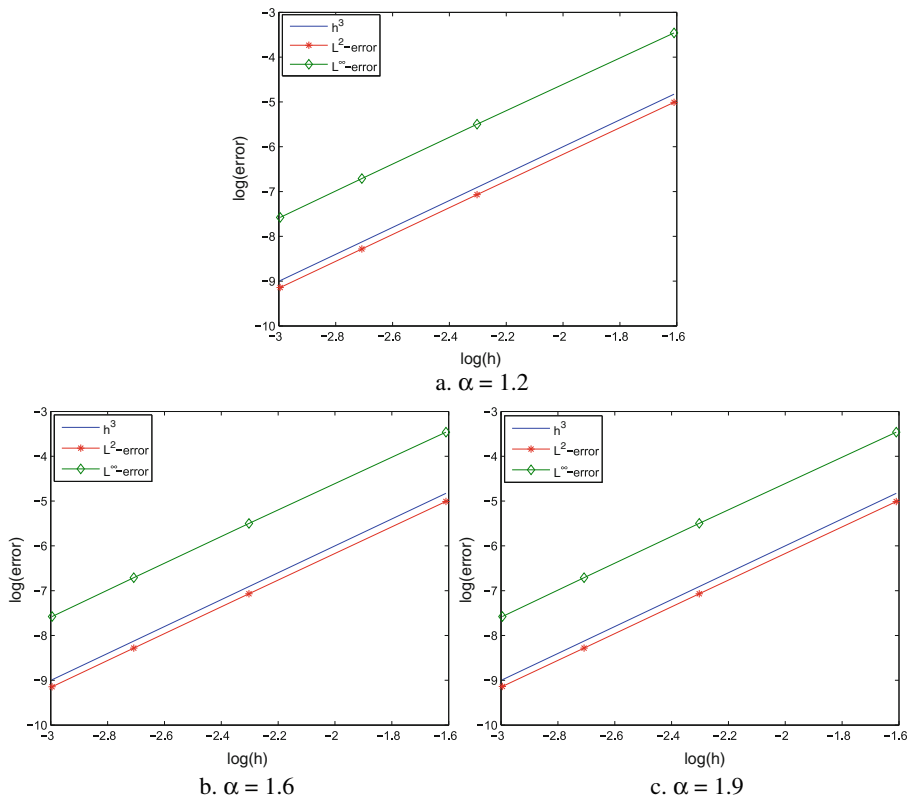 −3
−4
−5
−6
−7
−8
−9
−10
log(error)
h³
L²−error
L∞−error
−3 −2.8 −2.6 −2.4 −2.2 −2 −1.8 −1.6
log(h)
a. α = 1.2
−3
−4
−5
−6
−7
−8
−9
−10
log(error)
h³
L²−error
L∞−error
−3 −2.8 −2.6 −2.4 −2.2 −2 −1.8 −1.6
log(h)
b. α = 1.6
−3
−4
−5
−6
−7
−8
−9
−10
log(error)
h³
L²−error
L∞−error
−3 −2.8 −2.6 −2.4 −2.2 −2 −1.8 −1.6
log(h)
c. α = 1.9